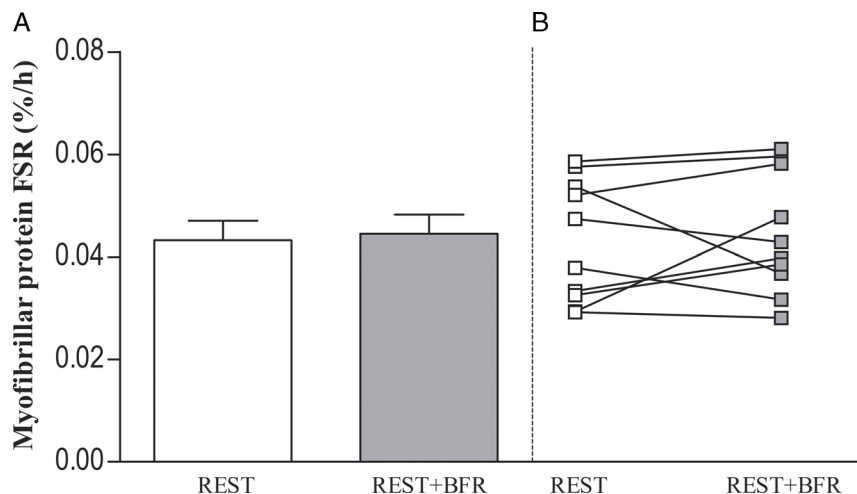 A
B
Myofibrillar protein FSR (%/h)
0.08
0.06
0.04
0.02
0.00
REST
REST+BFR
REST
REST+BFR